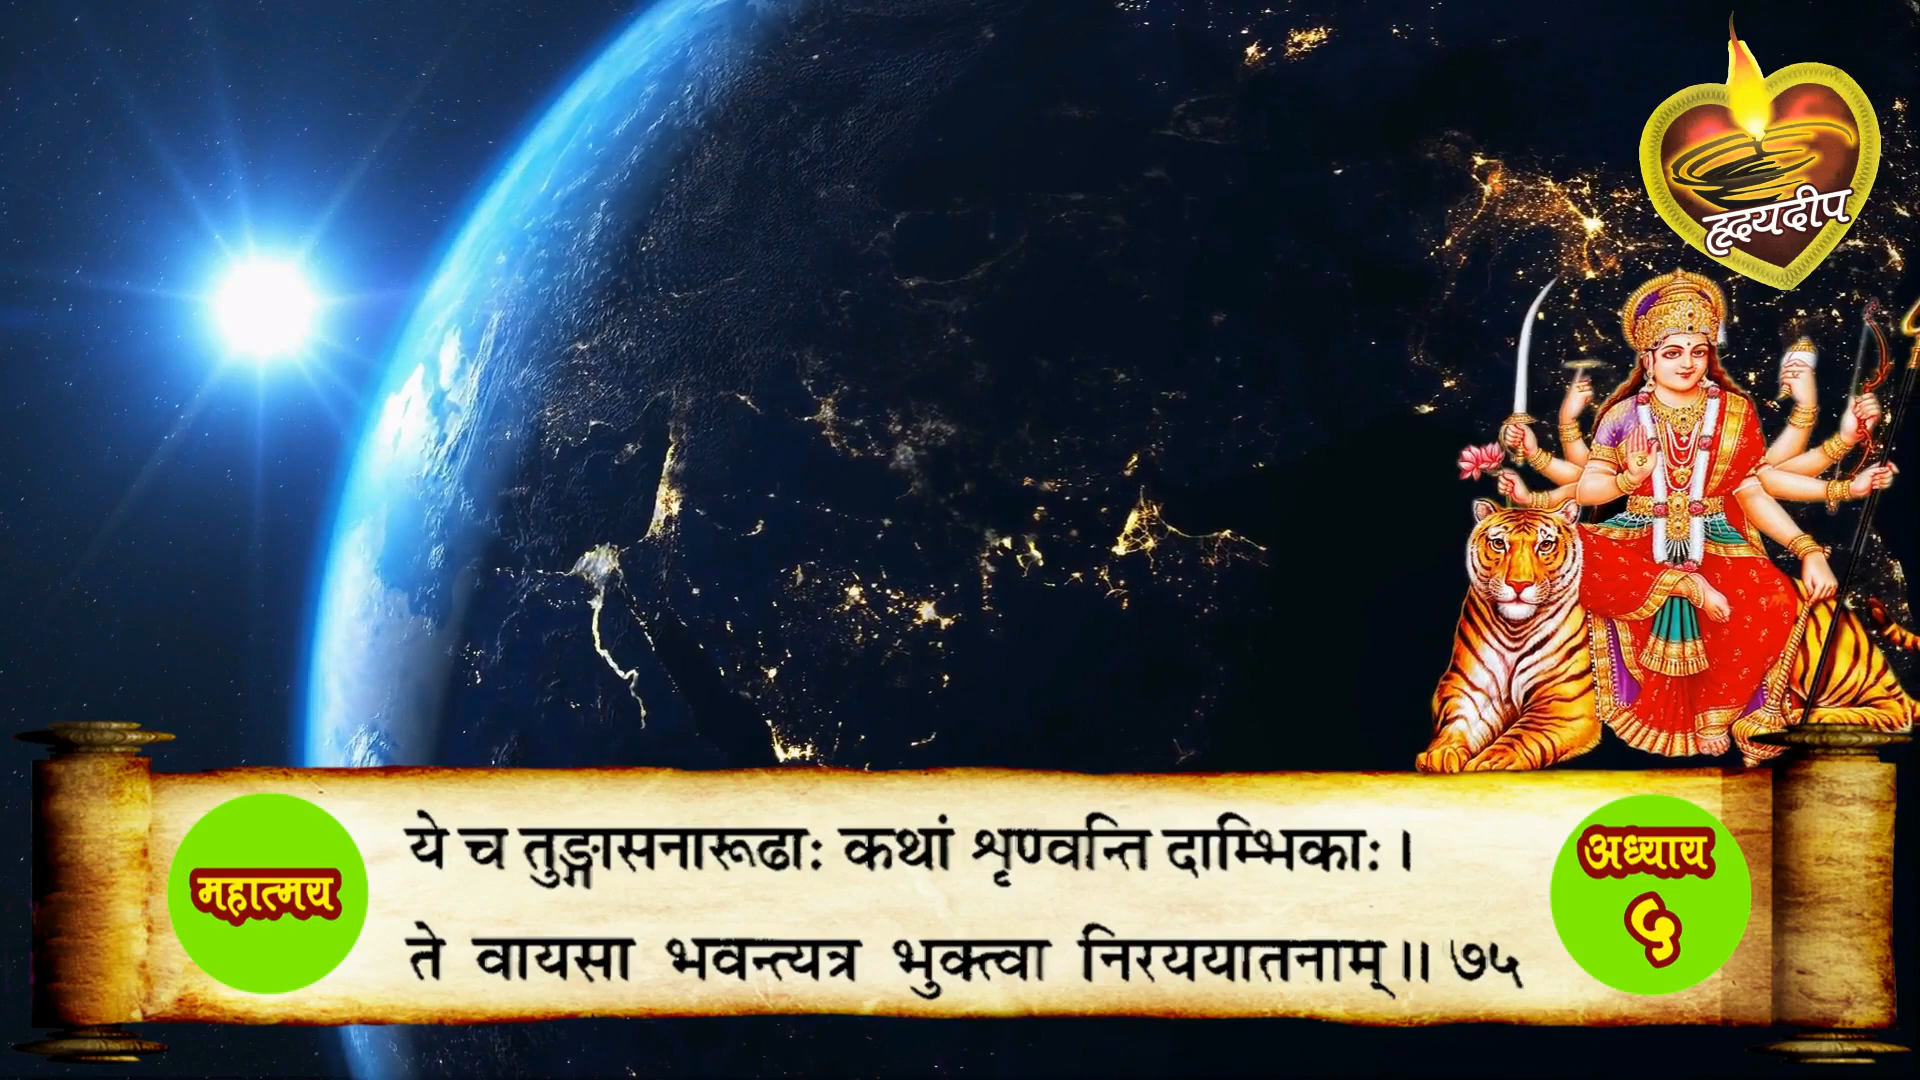 हृदयदीप
महात्मय
ये च तुङ्गासनारूढाः कथां शृण्वन्ति दाम्भिकाः ।
ते वायसा भवन्त्यत्र भुक्त्वा निरययातनाम् ॥ ७५
अध्याय
५